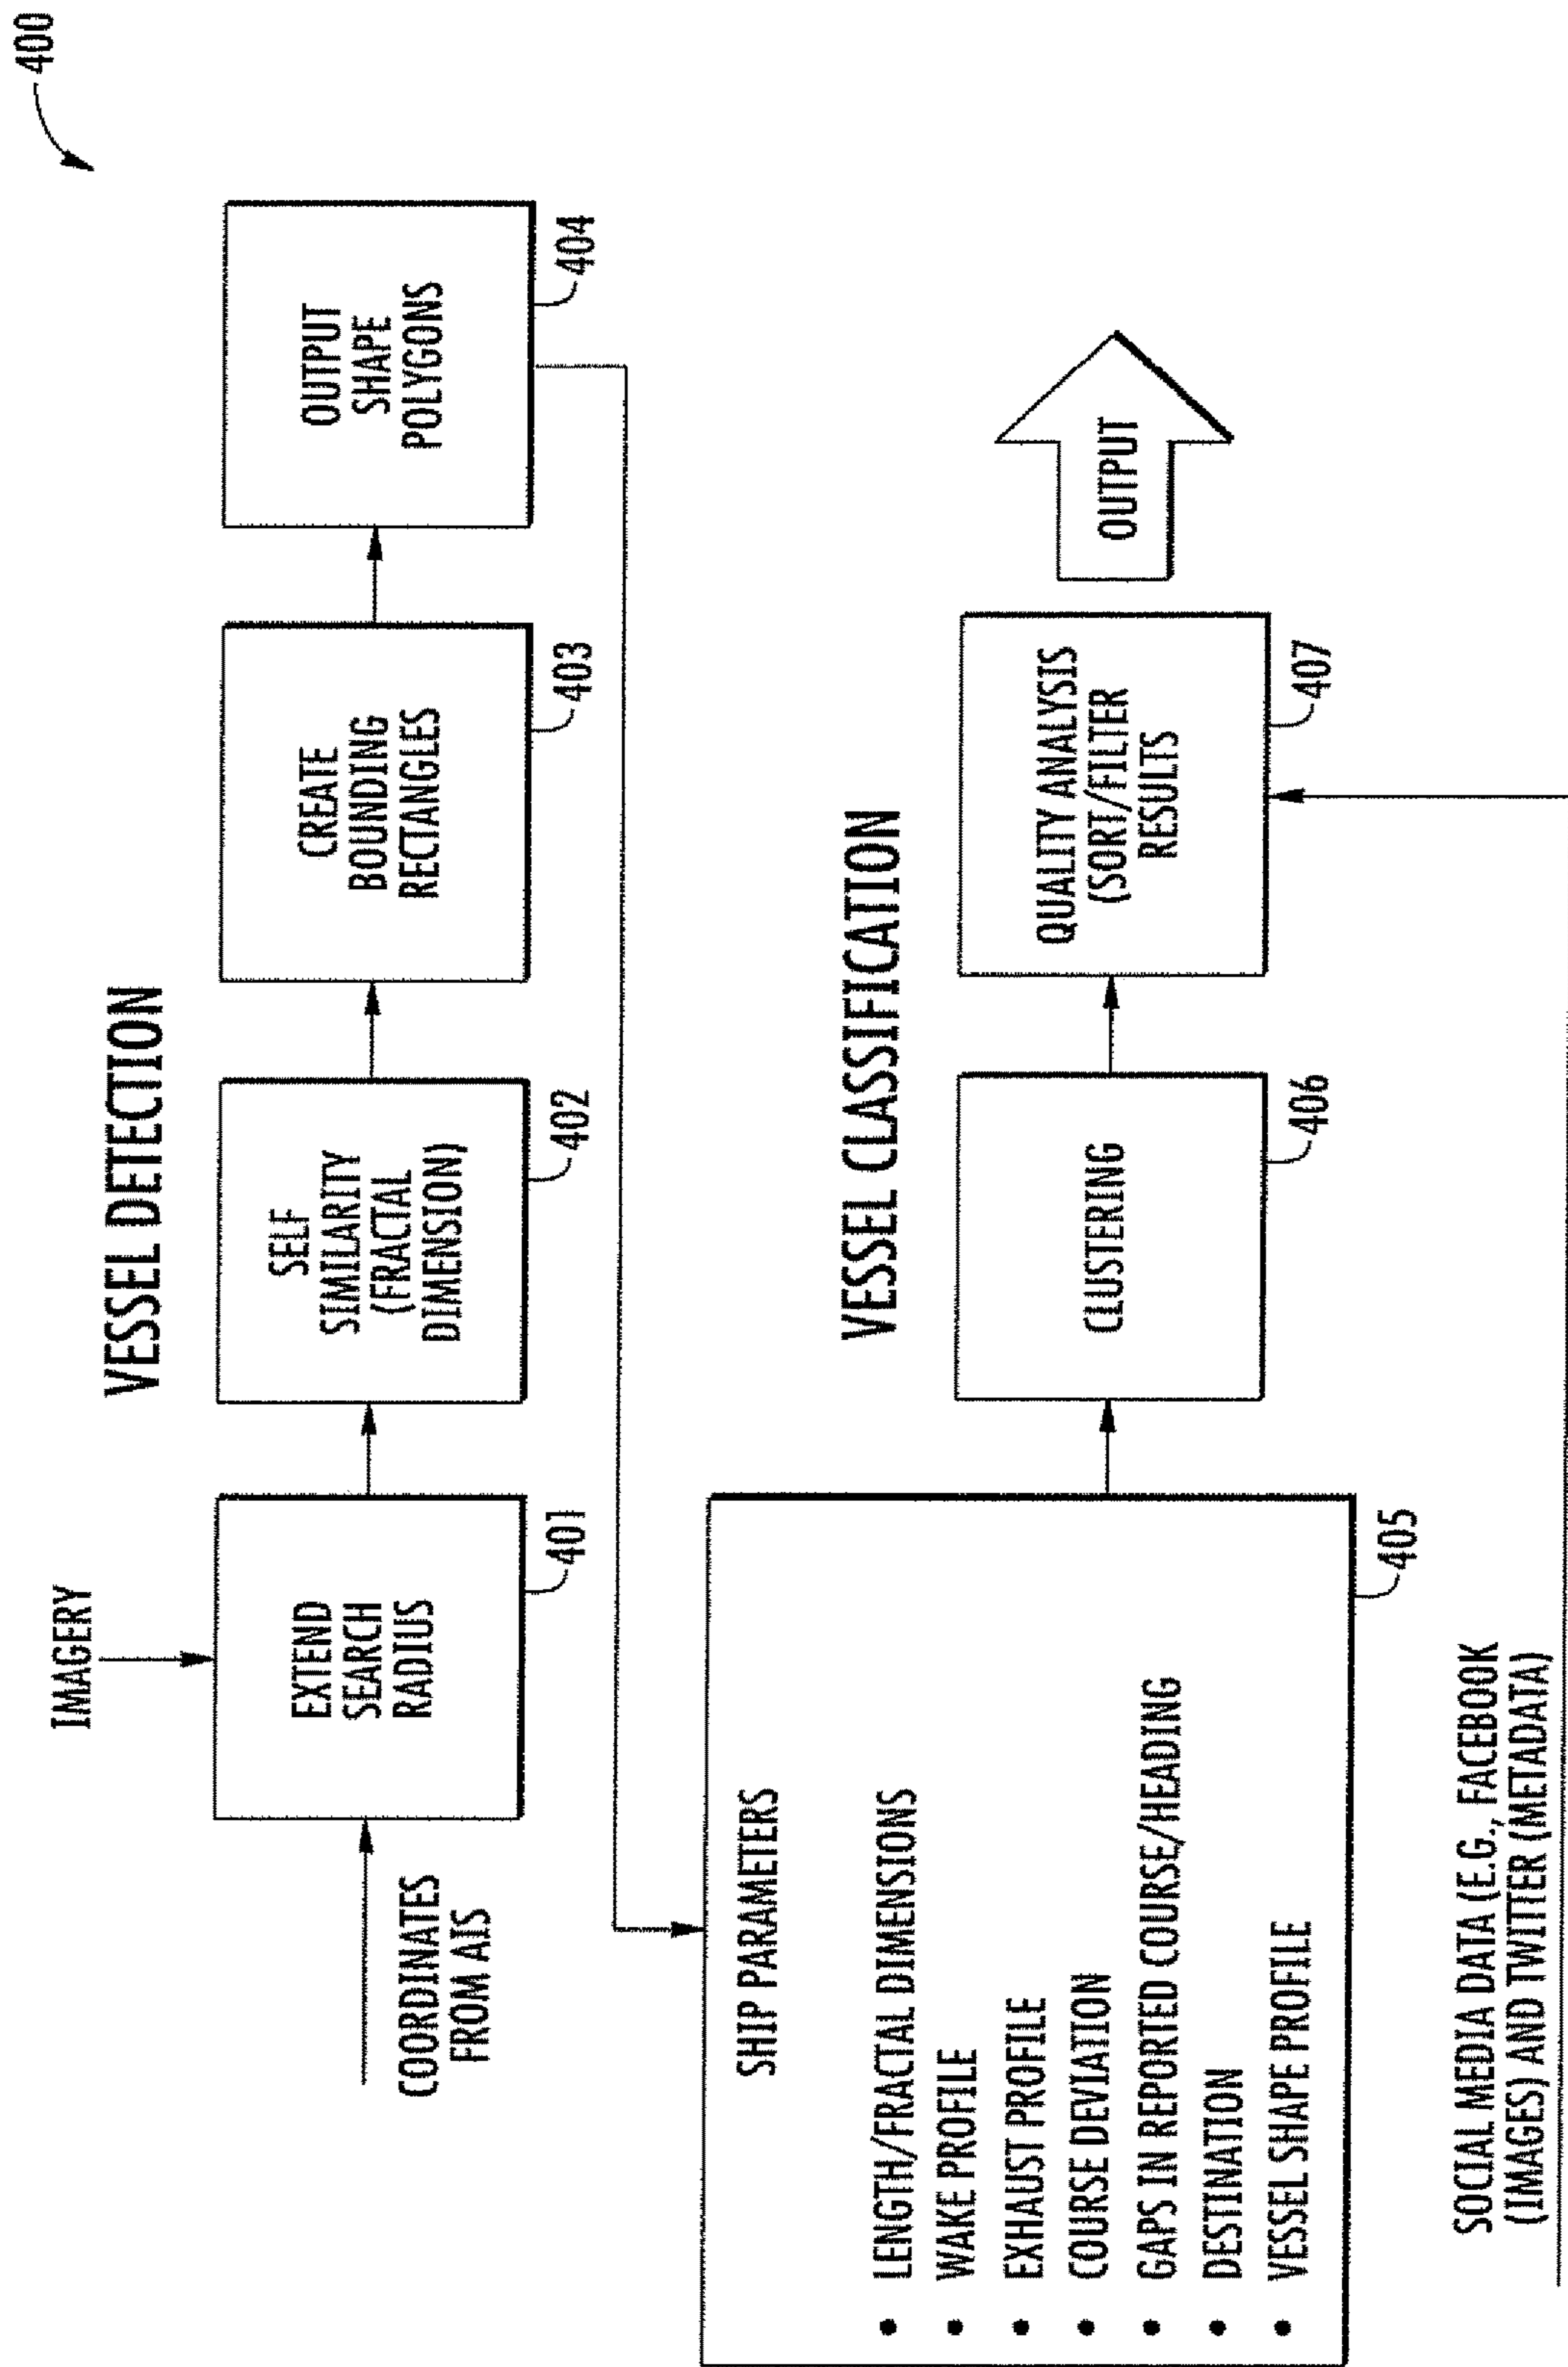 400
VESSEL DETECTION
IMAGERY
COORDINATES
FROM AIS
EXTEND
SEARCH
RADIUS
401
SELF
SIMILARITY
(FRACTAL
DIMENSION)
402
CREATE
BOUNDING
RECTANGLES
403
OUTPUT
SHAPE
POLYGONS
404
SHIP PARAMETERS
• LENGTH/FRACTAL DIMENSIONS
• WAKE PROFILE
• EXHAUST PROFILE
• COURSE DEVIATION
• GAPS IN REPORTED COURSE/HEADING
• DESTINATION
• VESSEL SHAPE PROFILE
405
VESSEL CLASSIFICATION
CLUSTERING
406
QUALITY ANALYSIS
(SORT/FILTER
RESULTS
407
OUTPUT
SOCIAL MEDIA DATA (E.G., FACEBOOK
(IMAGES) AND TWITTER (METADATA)